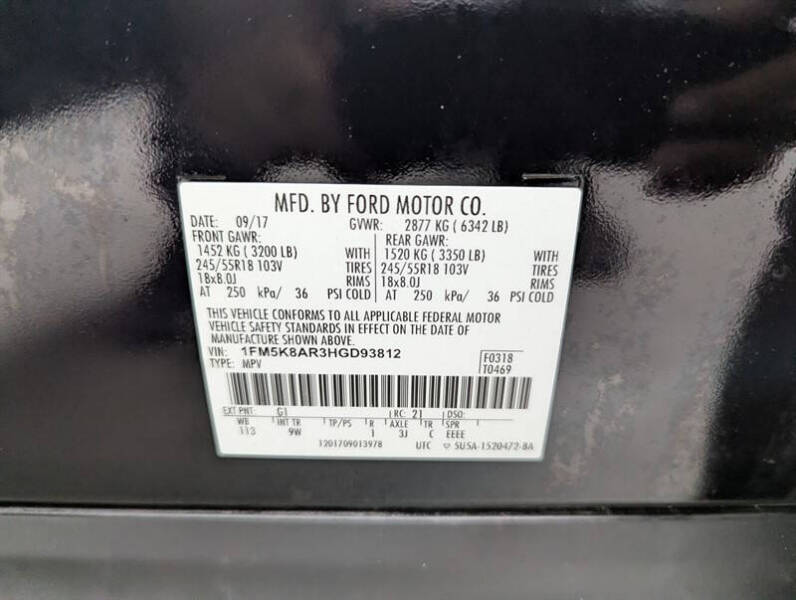 MFD. BY FORD MOTOR CO.
DATE: 09/17 GVWR: 2877 KG ( 6342 LB)
FRONT GAWR: REAR GAWR:
1452 KG ( 3200 LB) WITH 1520 KG ( 3350 LB) WITH
245/55R18 103V TIRES 245/55R18 103V TIRES
18x8.0J RIMS 18x8.0J RIMS
AT 250 kPa/ 36 PSI COLD AT 250 kPa/ 36 PSI COLD
THIS VEHICLE CONFORMS TO ALL APPLICABLE FEDERAL MOTOR
VEHICLE SAFETY STANDARDS IN EFFECT ON THE DATE OF
MANUFACTURE SHOWN ABOVE.
VIN: 1FM5K8AR3HGD93812 F0318
TYPE: MPV T0469
EXT PNT: G1 RC: 21 DSO:
WB INT TR TP/PS R AXLE TR SPR
113 9W 1 3J C EEEE
1201709013978 UTC 5USA-1520472-BA